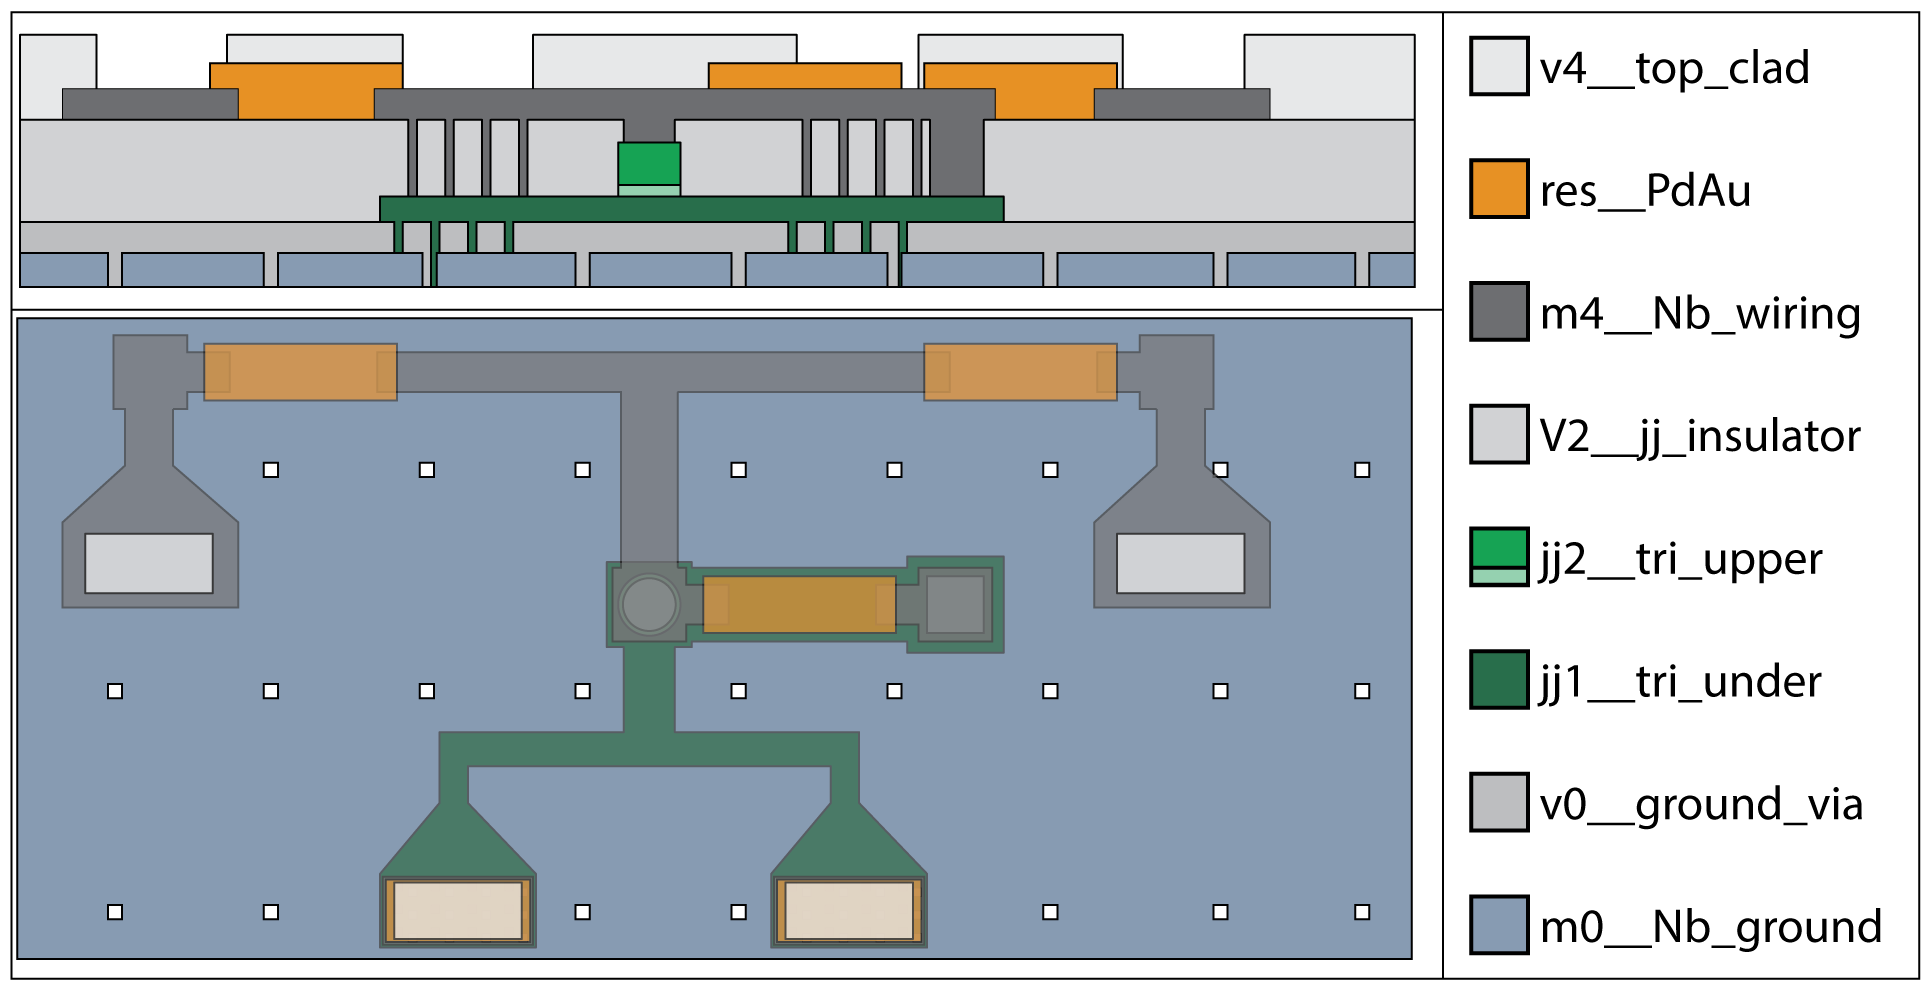 v4__top_clad
res__PdAu
m4__Nb_wiring
V2__jj_insulator
jj2__tri_upper
jj1__tri_under
v0__ground_via
m0__Nb_ground